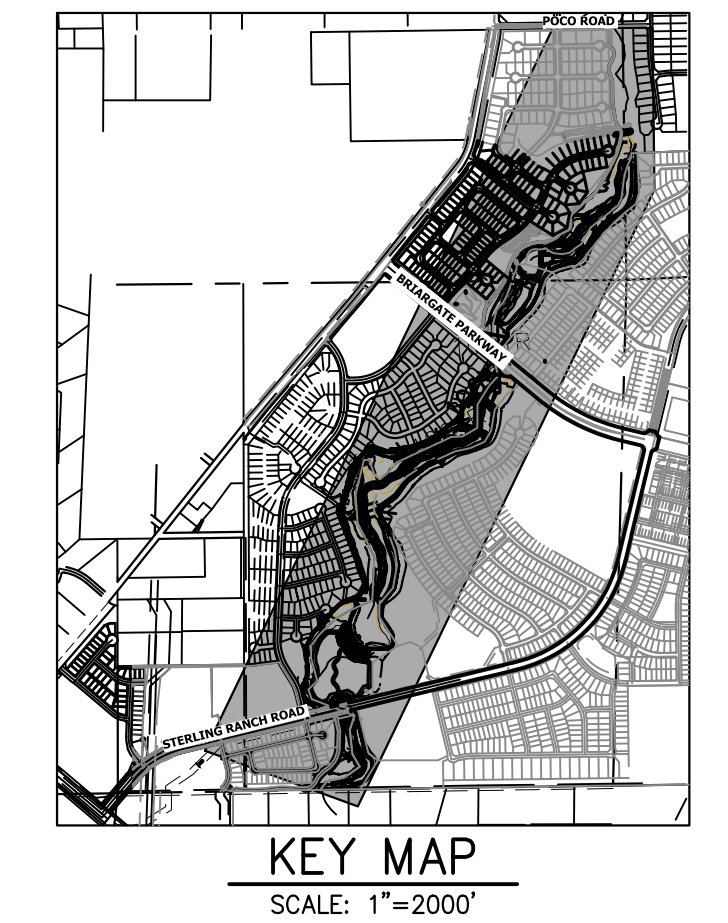 POCO ROAD
BRIARGATE PARKWAY
R
STERLING RANCH ROAD
KEY MAP
SCALE: 1"=2000'